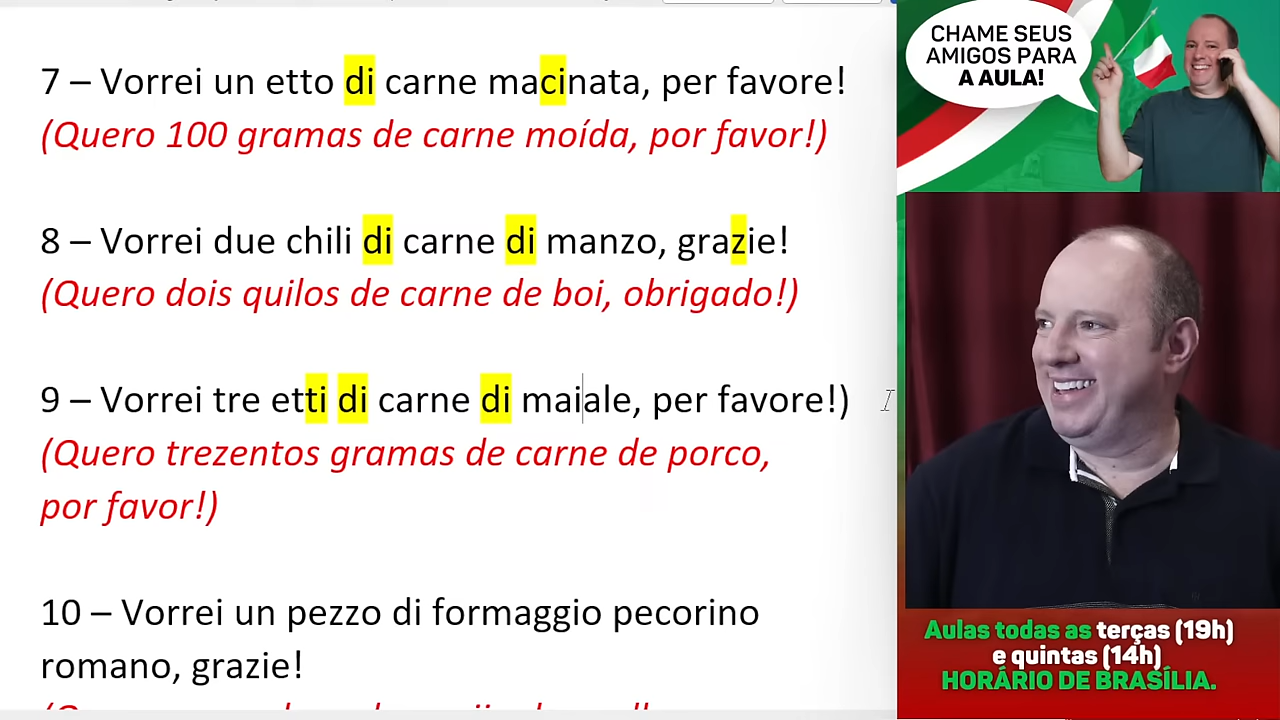 7 – Vorrei un etto di carne macinata, per favore!
(Quero 100 gramas de carne moída, por favor!)
8 – Vorrei due chili di carne di manzo, grazie!
(Quero dois quilos de carne de boi, obrigado!)
9 – Vorrei tre etti di carne di maiale, per favore!)
(Quero trezentos gramas de carne de porco,
por favor!)
10 – Vorrei un pezzo di formaggio pecorino
romano, grazie!
CHAME SEUS
AMIGOS PARA
A AULA!
Aulas todas as terças (19h)
e quintas (14h)
HORÁRIO DE BRASÍLIA.